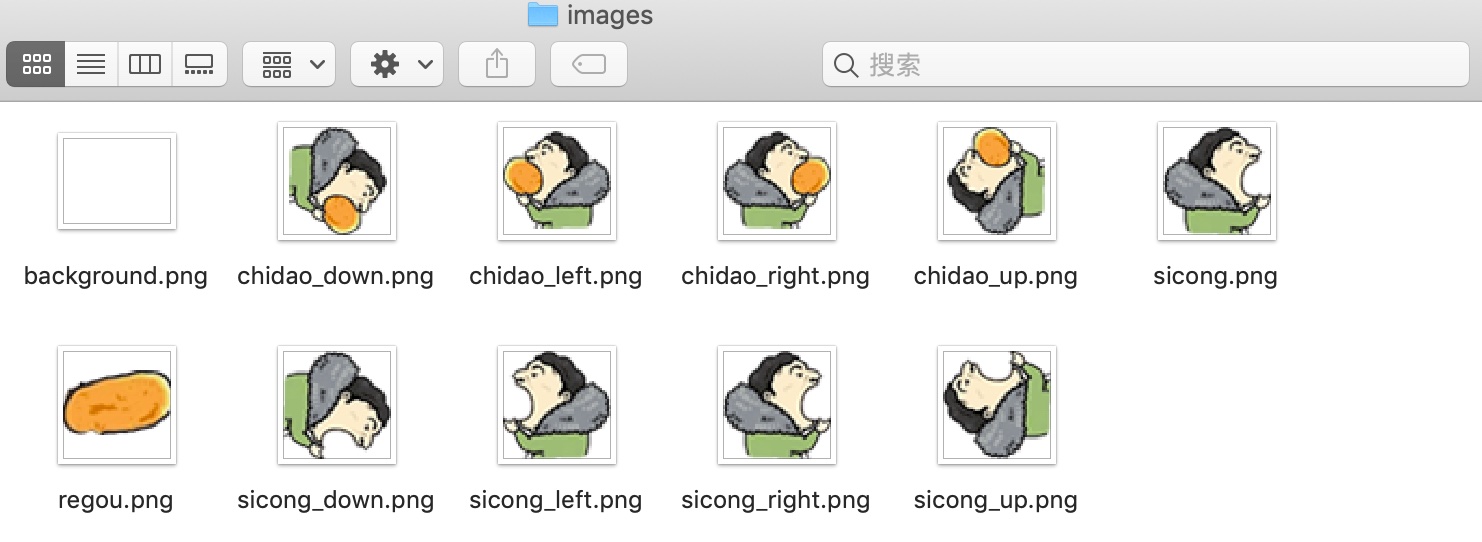 images
搜索
background.png
chidao_down.png
chidao_left.png
chidao_right.png
chidao_up.png
sicong.png
regou.png
sicong_down.png
sicong_left.png
sicong_right.png
sicong_up.png